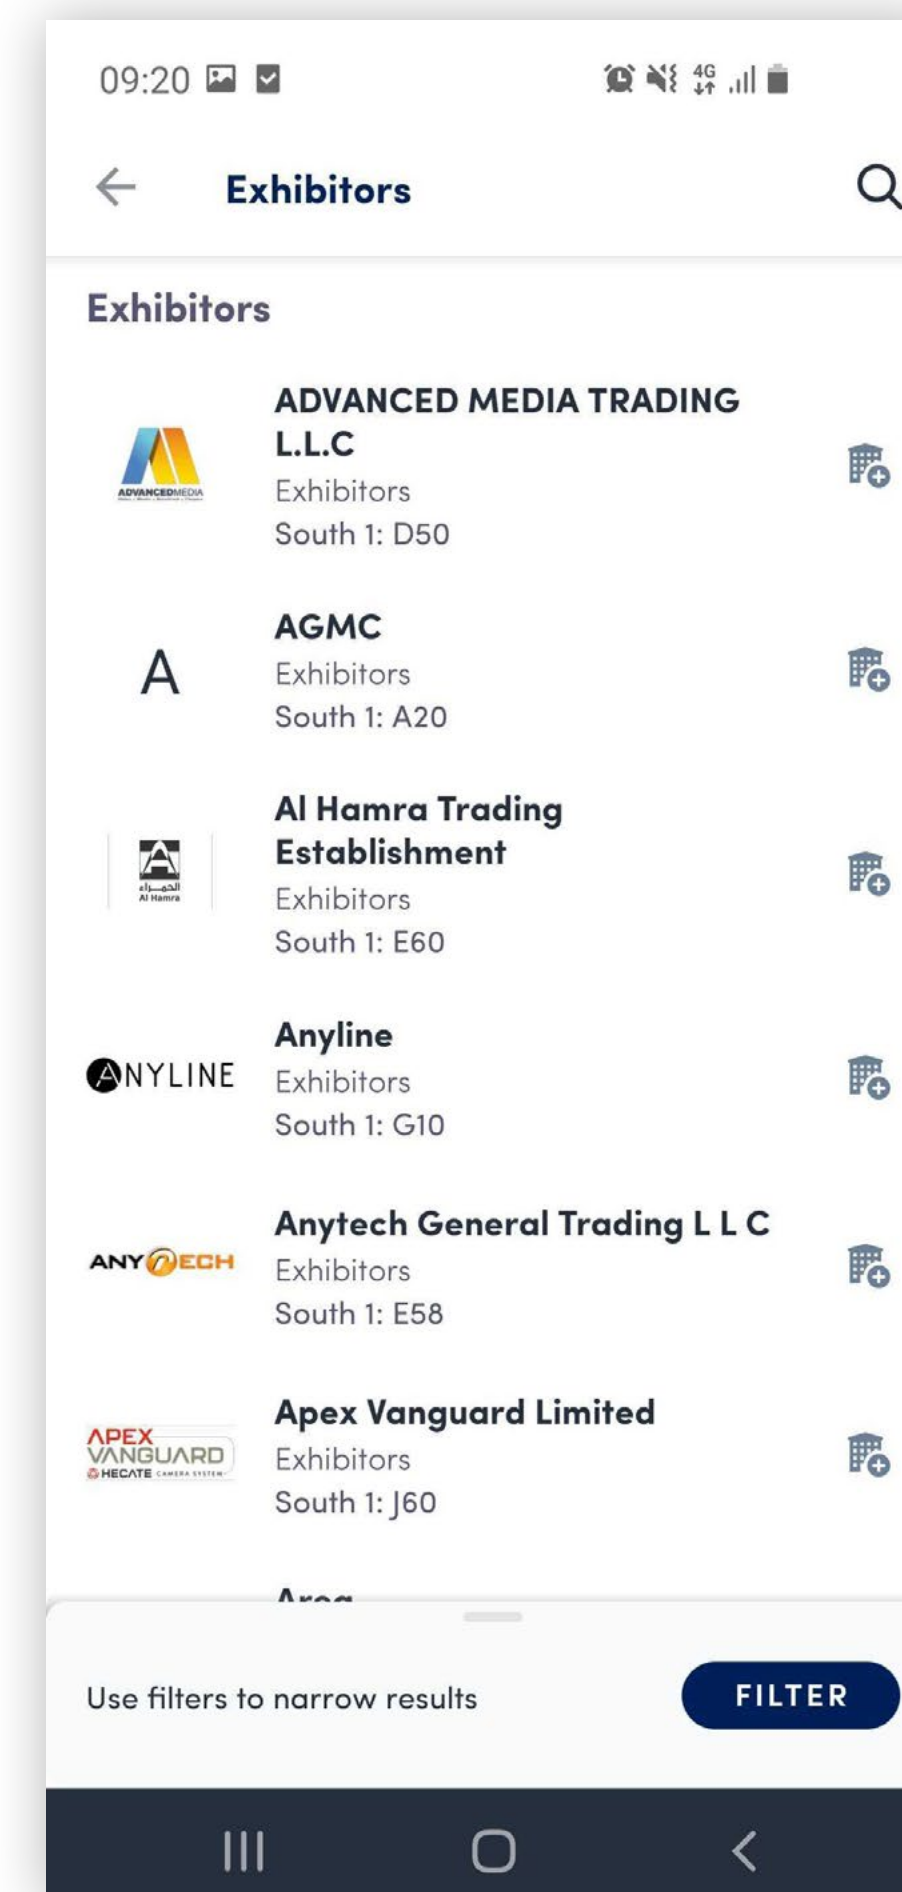 09:20
4G
Exhibitors
Exhibitors
ADVANCED MEDIA TRADING
L.L.C
Exhibitors
South 1: D50
ADVANCEDMEDIA
AGMC
Exhibitors
South 1: A20
A
Al Hamra Trading
Establishment
Exhibitors
South 1: E60
الحمراء
Al Hamra
Anyline
Exhibitors
South 1: G10
ANYLINE
Anytech General Trading L L C
Exhibitors
South 1: E58
ANYTECH
Apex Vanguard Limited
Exhibitors
South 1: J60
APEX
VANGUARD
HECATE CAMERA SYSTEM
Use filters to narrow results
FILTER